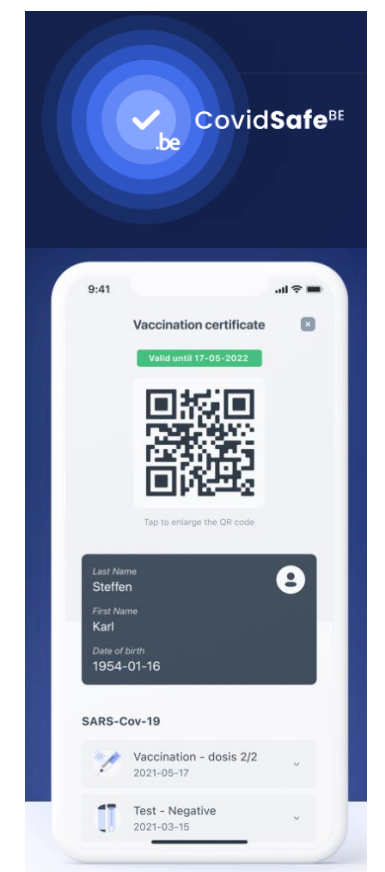 .be
CovidSafeBE
9:41
Vaccination certificate
Valid until 17-05-2022
Tap to enlarge the QR code
Last Name
Steffen
First Name
Karl
Date of birth
1954-01-16
SARS-Cov-19
Vaccination - dosis 2/2
2021-05-17
Test - Negative
2021-03-15